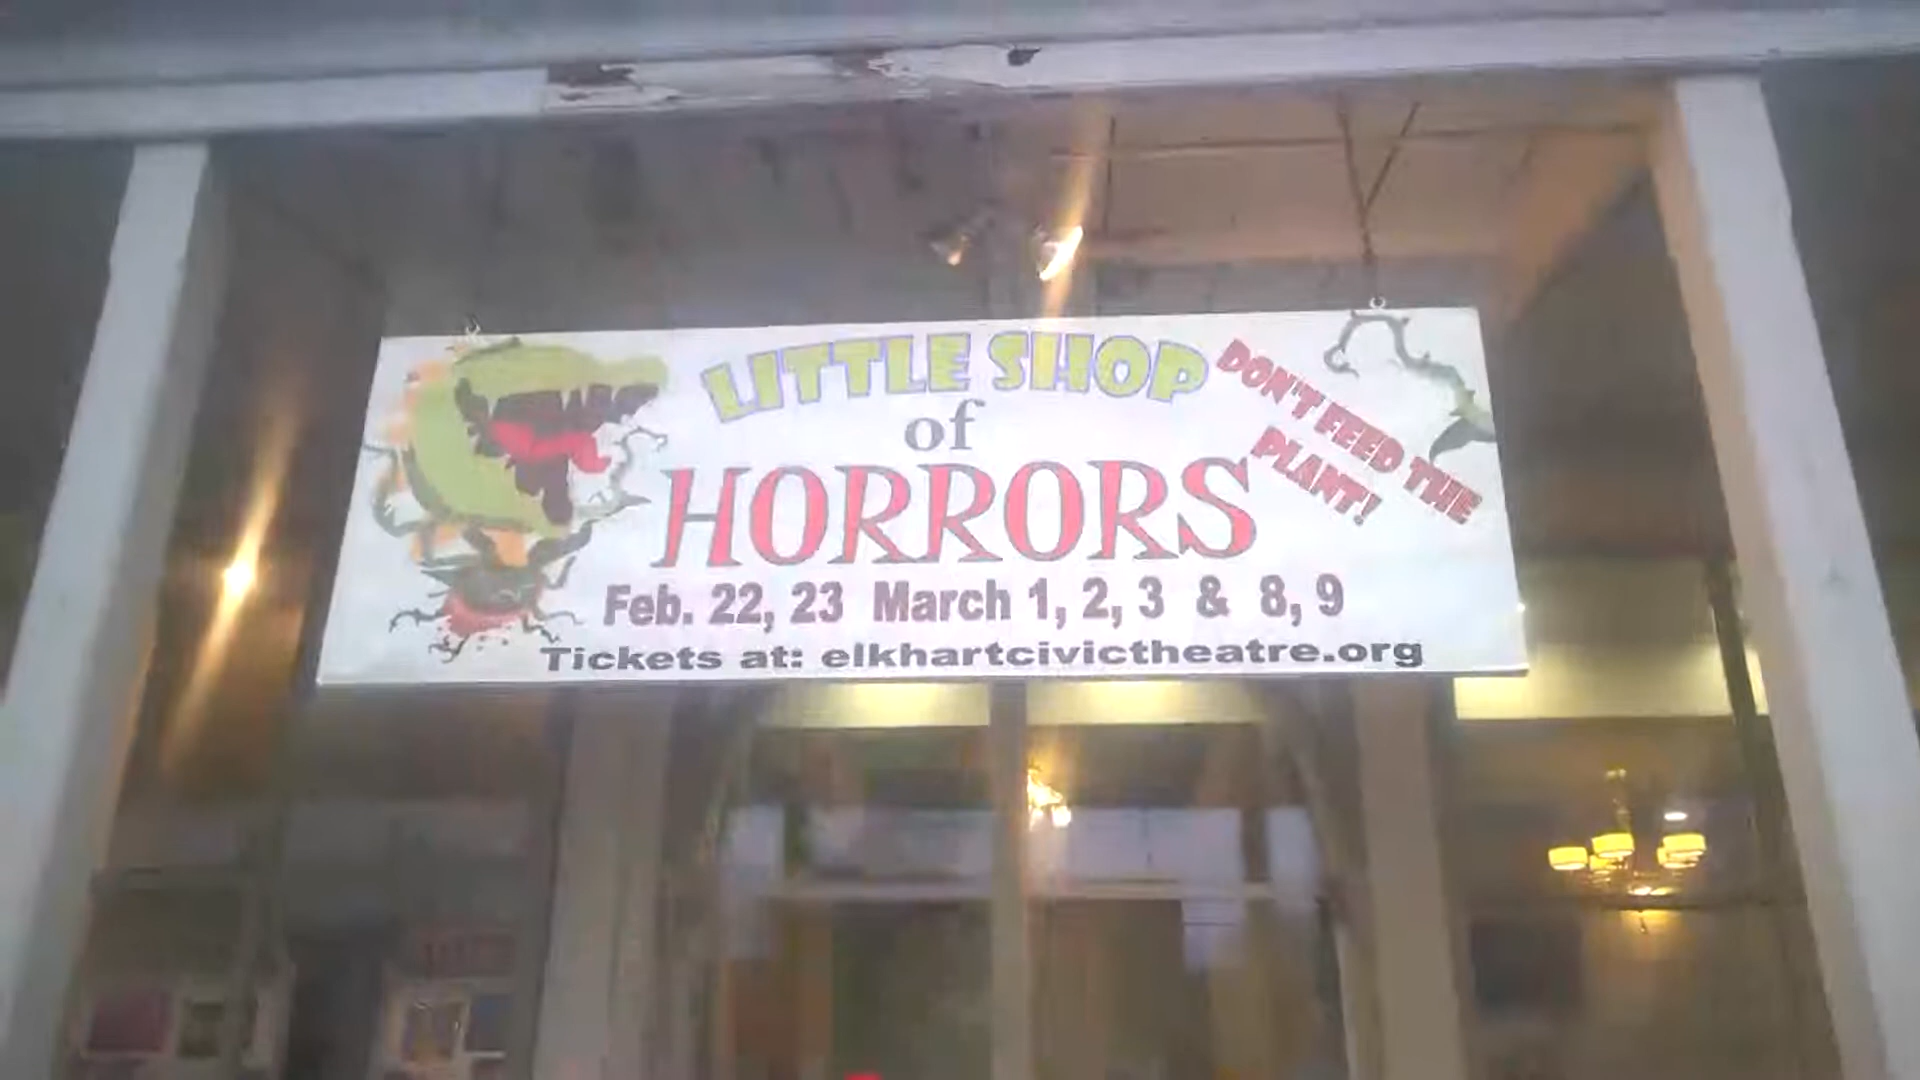 LITTLE SHOP
of
HORRORS
DON'T FEED THE
PLANT!
Feb. 22, 23 March 1, 2, 3 & 8, 9
Tickets at: elkhartcivictheatre.org